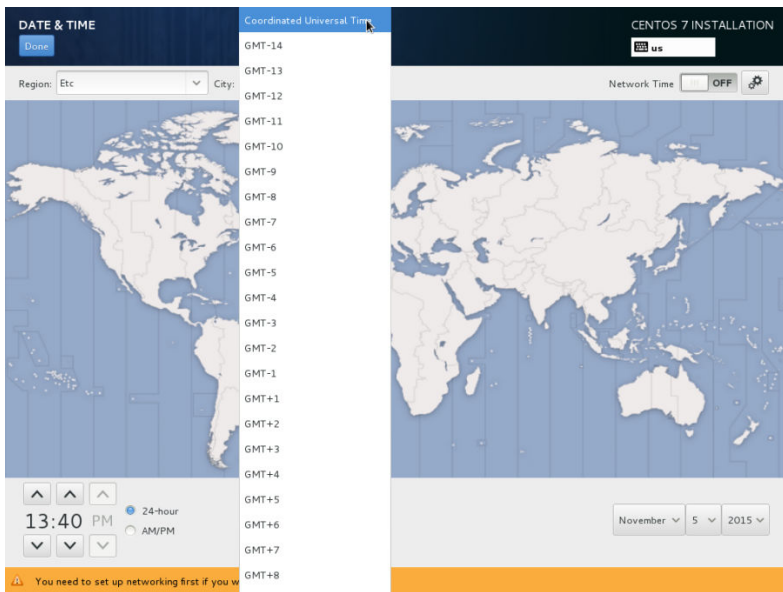 DATE & TIME
Done
CENTOS 7 INSTALLATION
us
Region: Etc
City:
Network Time OFF
Coordinated Universal Time
GMT-14
GMT-13
GMT-12
GMT-11
GMT-10
GMT-9
GMT-8
GMT-7
GMT-6
GMT-5
GMT-4
GMT-3
GMT-2
GMT-1
GMT+1
GMT+2
GMT+3
GMT+4
GMT+5
GMT+6
GMT+7
GMT+8
13:40 PM
24-hour
AM/PM
November 5 2015
You need to set up networking first if you w